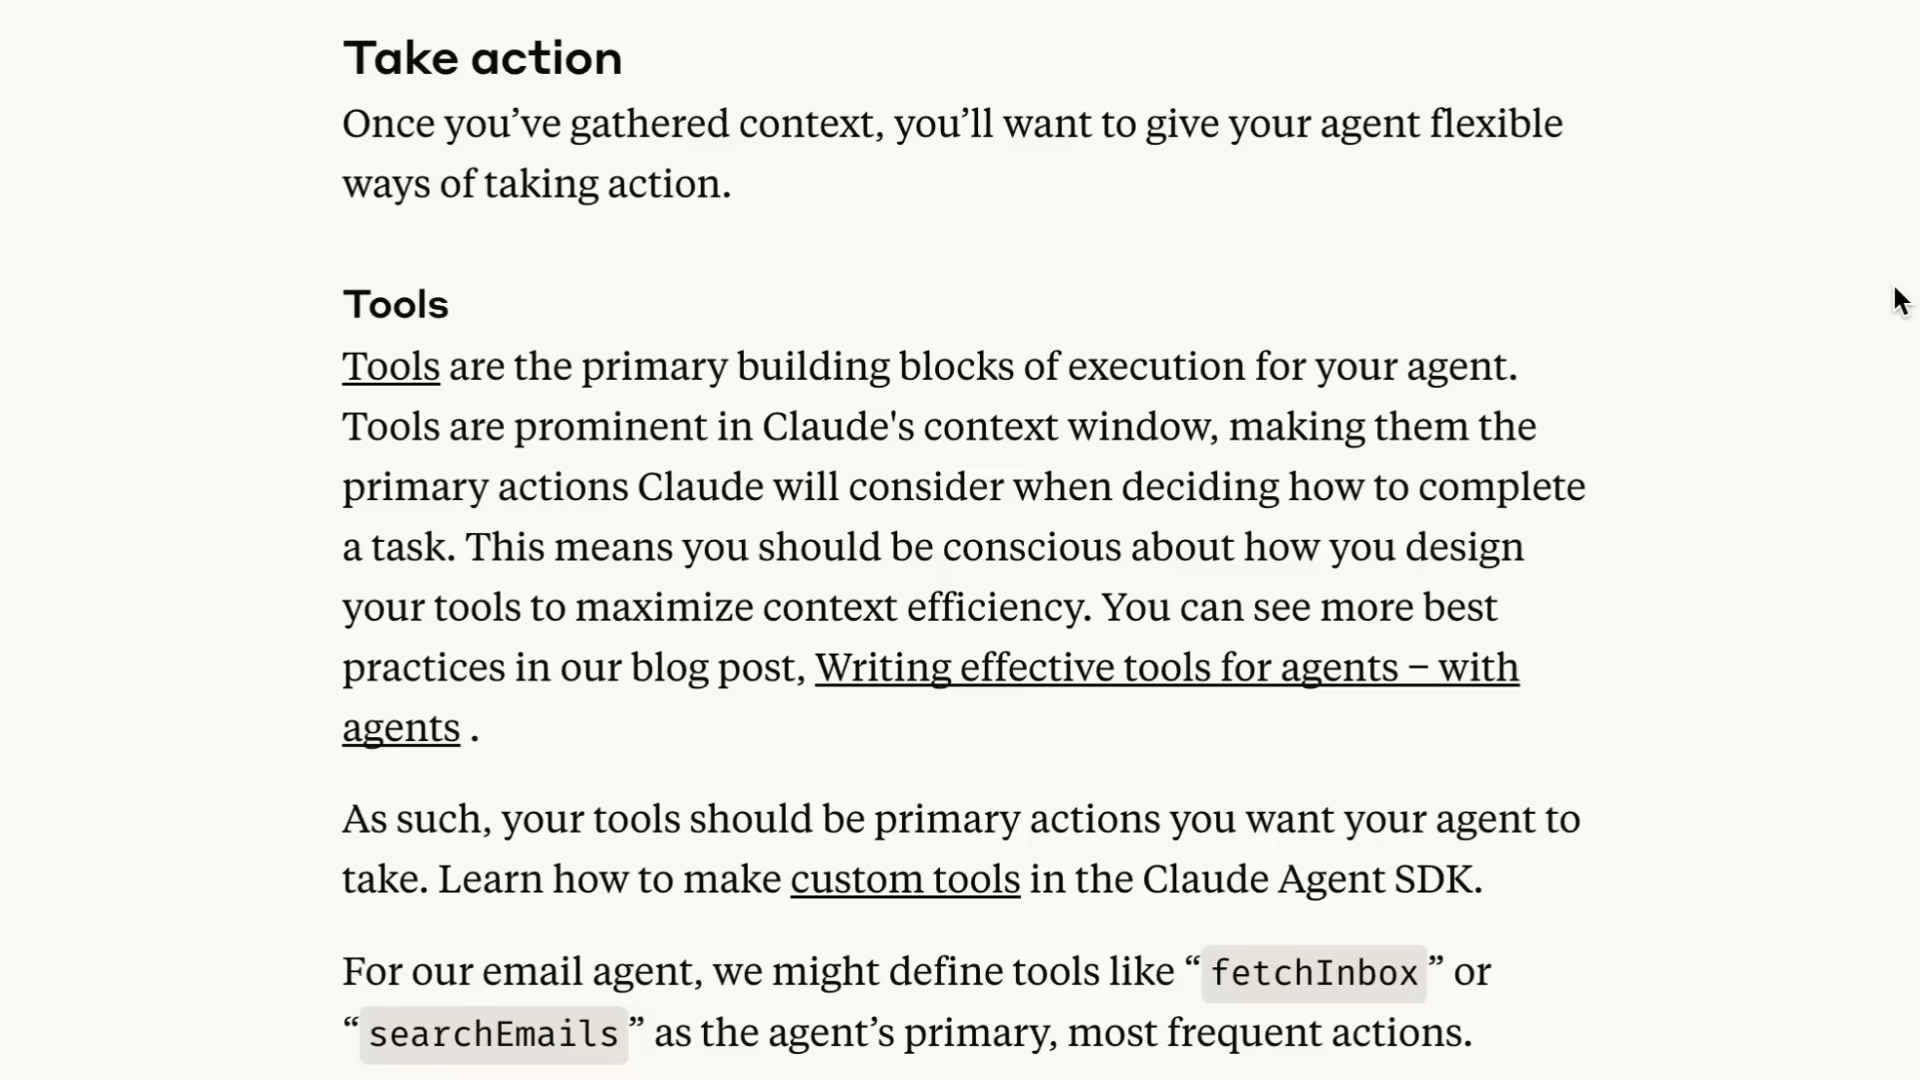 Take action
Once you’ve gathered context, you’ll want to give your agent flexible
ways of taking action.
Tools
Tools are the primary building blocks of execution for your agent.
Tools are prominent in Claude's context window, making them the
primary actions Claude will consider when deciding how to complete
a task. This means you should be conscious about how you design
your tools to maximize context efficiency. You can see more best
practices in our blog post, Writing effective tools for agents – with
agents .
As such, your tools should be primary actions you want your agent to
take. Learn how to make custom tools in the Claude Agent SDK.
For our email agent, we might define tools like “fetchInbox” or
“searchEmails” as the agent’s primary, most frequent actions.